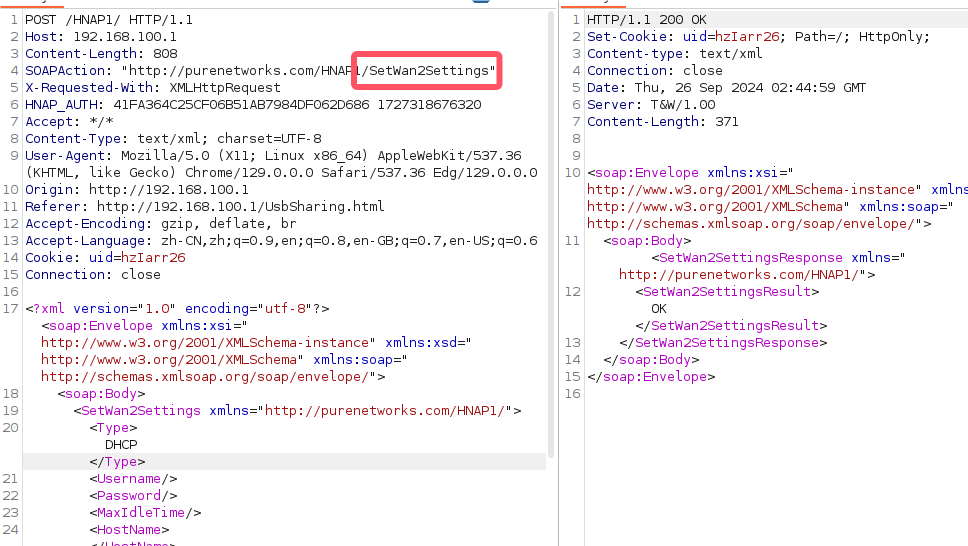 1 POST /HNAP1/ HTTP/1.1
2 Host: 192.168.100.1
3 Content-Length: 808
4 SOAPAction: "http://purenetworks.com/HNAP1/SetWan2Settings"
5 X-Requested-With: XMLHttpRequest
6 HNAP_AUTH: 41FA364C25CF06B51AB7984DF062D686 1727318676320
7 Accept: */*
8 Content-Type: text/xml; charset=UTF-8
9 User-Agent: Mozilla/5.0 (X11; Linux x86_64) AppleWebKit/537.36
(KHTML, like Gecko) Chrome/129.0.0.0 Safari/537.36 Edg/129.0.0.0
10 Origin: http://192.168.100.1
11 Referer: http://192.168.100.1/UsbSharing.html
12 Accept-Encoding: gzip, deflate, br
13 Accept-Language: zh-CN,zh;q=0.9,en;q=0.8,en-GB;q=0.7,en-US;q=0.6
14 Cookie: uid=hzIarr26
15 Connection: close
16
17 <?xml version="1.0" encoding="utf-8"?>
<soap:Envelope xmlns:xsi="
http://www.w3.org/2001/XMLSchema-instance" xmlns:xsd="
http://www.w3.org/2001/XMLSchema" xmlns:soap="
http://schemas.xmlsoap.org/soap/envelope/">
18 <soap:Body>
19 <SetWan2Settings xmlns="http://purenetworks.com/HNAP1/">
20 <Type>
DHCP
</Type>
21 <Username/>
22 <Password/>
23 <MaxIdleTime/>
24 <HostName>
</HostName>
1 HTTP/1.1 200 OK
2 Set-Cookie: uid=hzIarr26; Path=/; HttpOnly;
3 Content-type: text/xml
4 Connection: close
5 Date: Thu, 26 Sep 2024 02:44:59 GMT
6 Server: T&W/1.00
7 Content-Length: 371
8
9
10 <soap:Envelope xmlns:xsi="
http://www.w3.org/2001/XMLSchema-instance" xmlns
http://www.w3.org/2001/XMLSchema" xmlns:soap="
http://schemas.xmlsoap.org/soap/envelope/">
11 <soap:Body>
<SetWan2SettingsResponse xmlns="
http://purenetworks.com/HNAP1/">
12 <SetWan2SettingsResult>
OK
</SetWan2SettingsResult>
13 </SetWan2SettingsResponse>
14 </soap:Body>
15 </soap:Envelope>
16